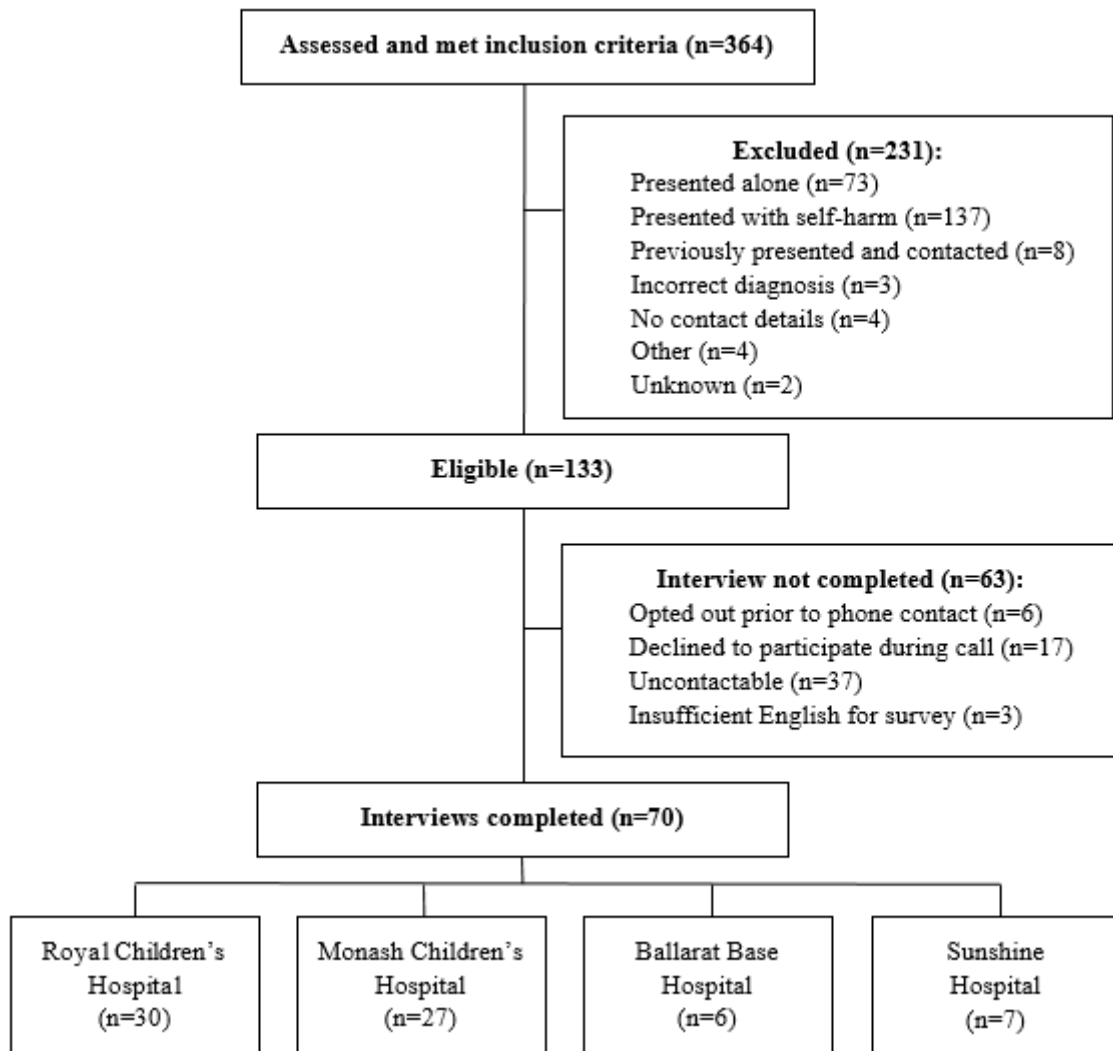 Assessed and met inclusion criteria (n=364)
Excluded (n=231):
Presented alone (n=73)
Presented with self-harm (n=137)
Previously presented and contacted (n=8)
Incorrect diagnosis (n=3)
No contact details (n=4)
Other (n=4)
Unknown (n=2)
Eligible (n=133)
Interview not completed (n=63):
Opted out prior to phone contact (n=6)
Declined to participate during call (n=17)
Uncontactable (n=37)
Insufficient English for survey (n=3)
Interviews completed (n=70)
Royal Children’s
Hospital
(n=30)
Monash Children’s
Hospital
(n=27)
Ballarat Base
Hospital
(n=6)
Sunshine
Hospital
(n=7)